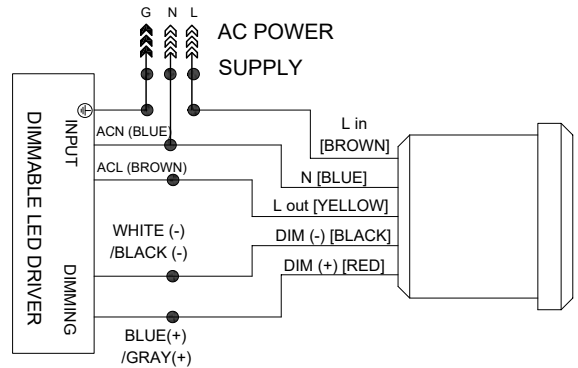 G N L
AC POWER
SUPPLY
DIMMABLE LED DRIVER
INPUT
DIMMING
ACN (BLUE)
ACL (BROWN)
WHITE (-)
/BLACK (-)
BLUE(+)
/GRAY(+)
L in
[BROWN]
N [BLUE]
L out [YELLOW]
DIM (-) [BLACK]
DIM (+) [RED]